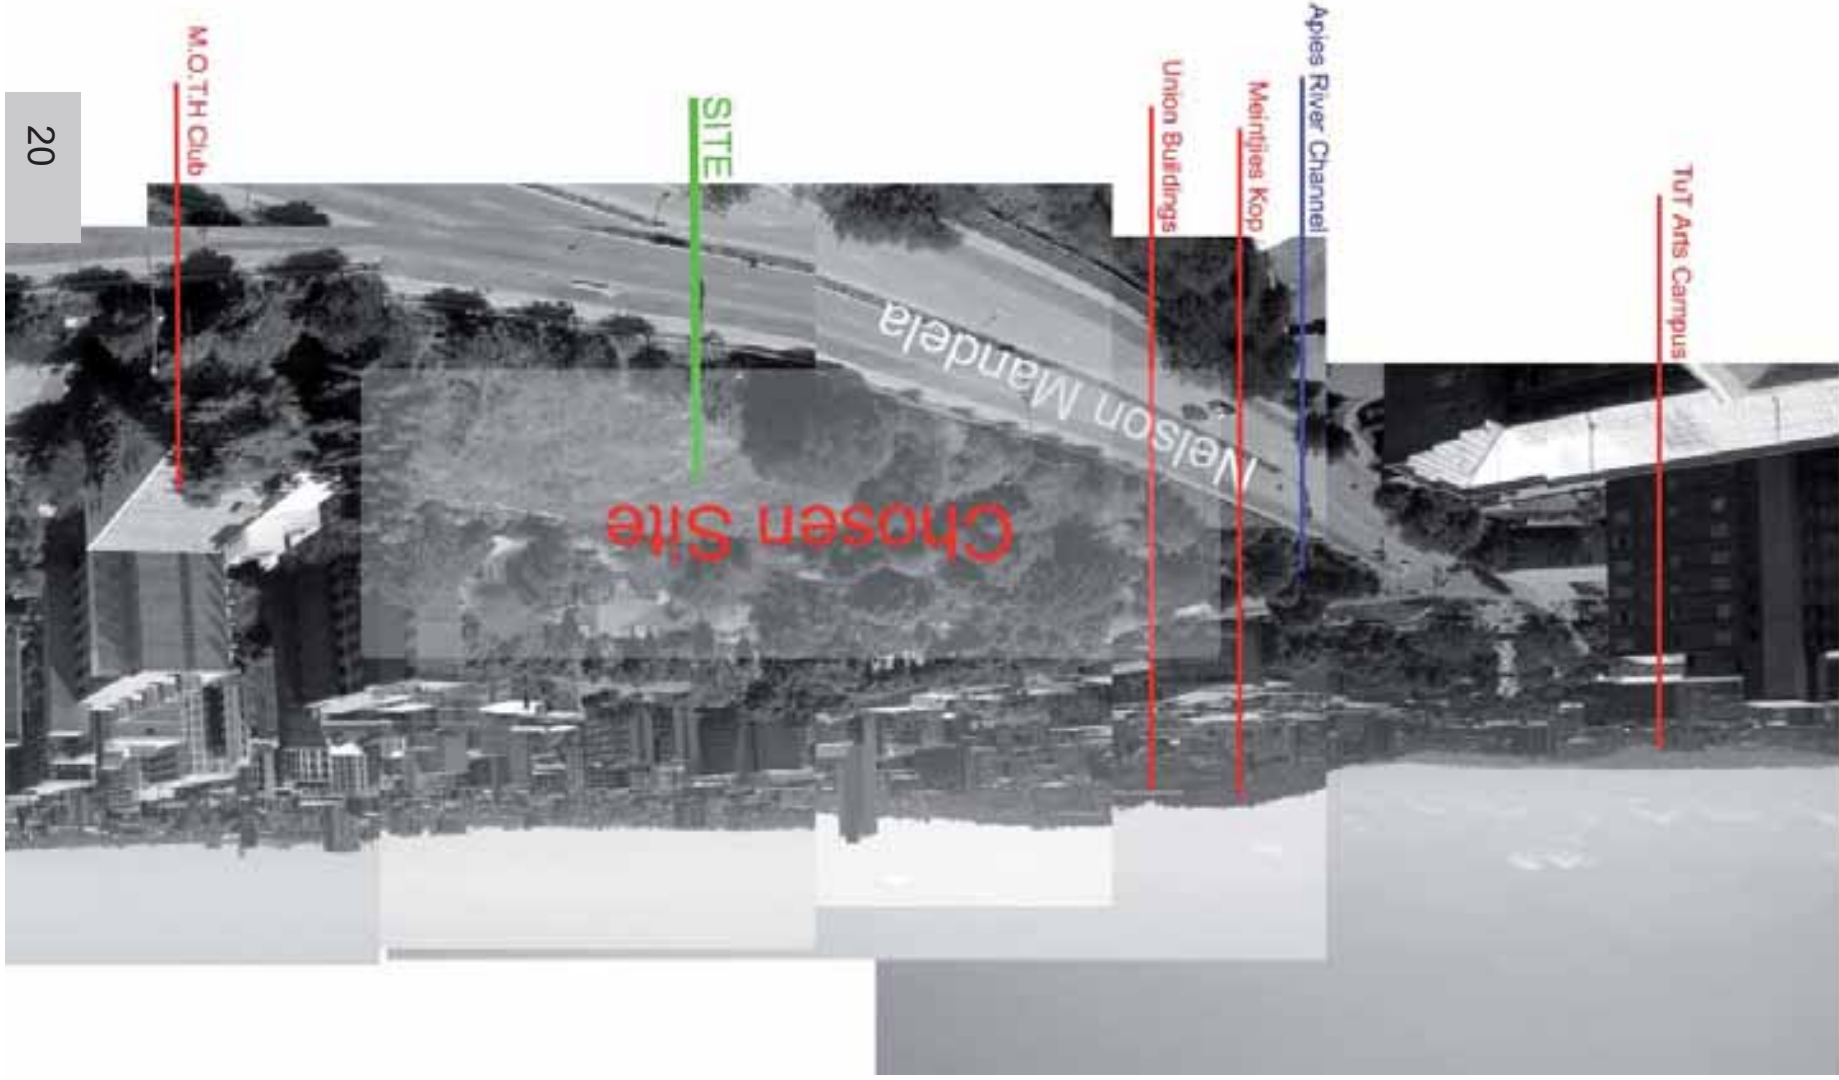 20
M.O.T.H Club
SITE
Union Buildings
Meintjies Kop
Apies River Channel
TuT Arts Campus
Nelson Mandela
Chosen Site